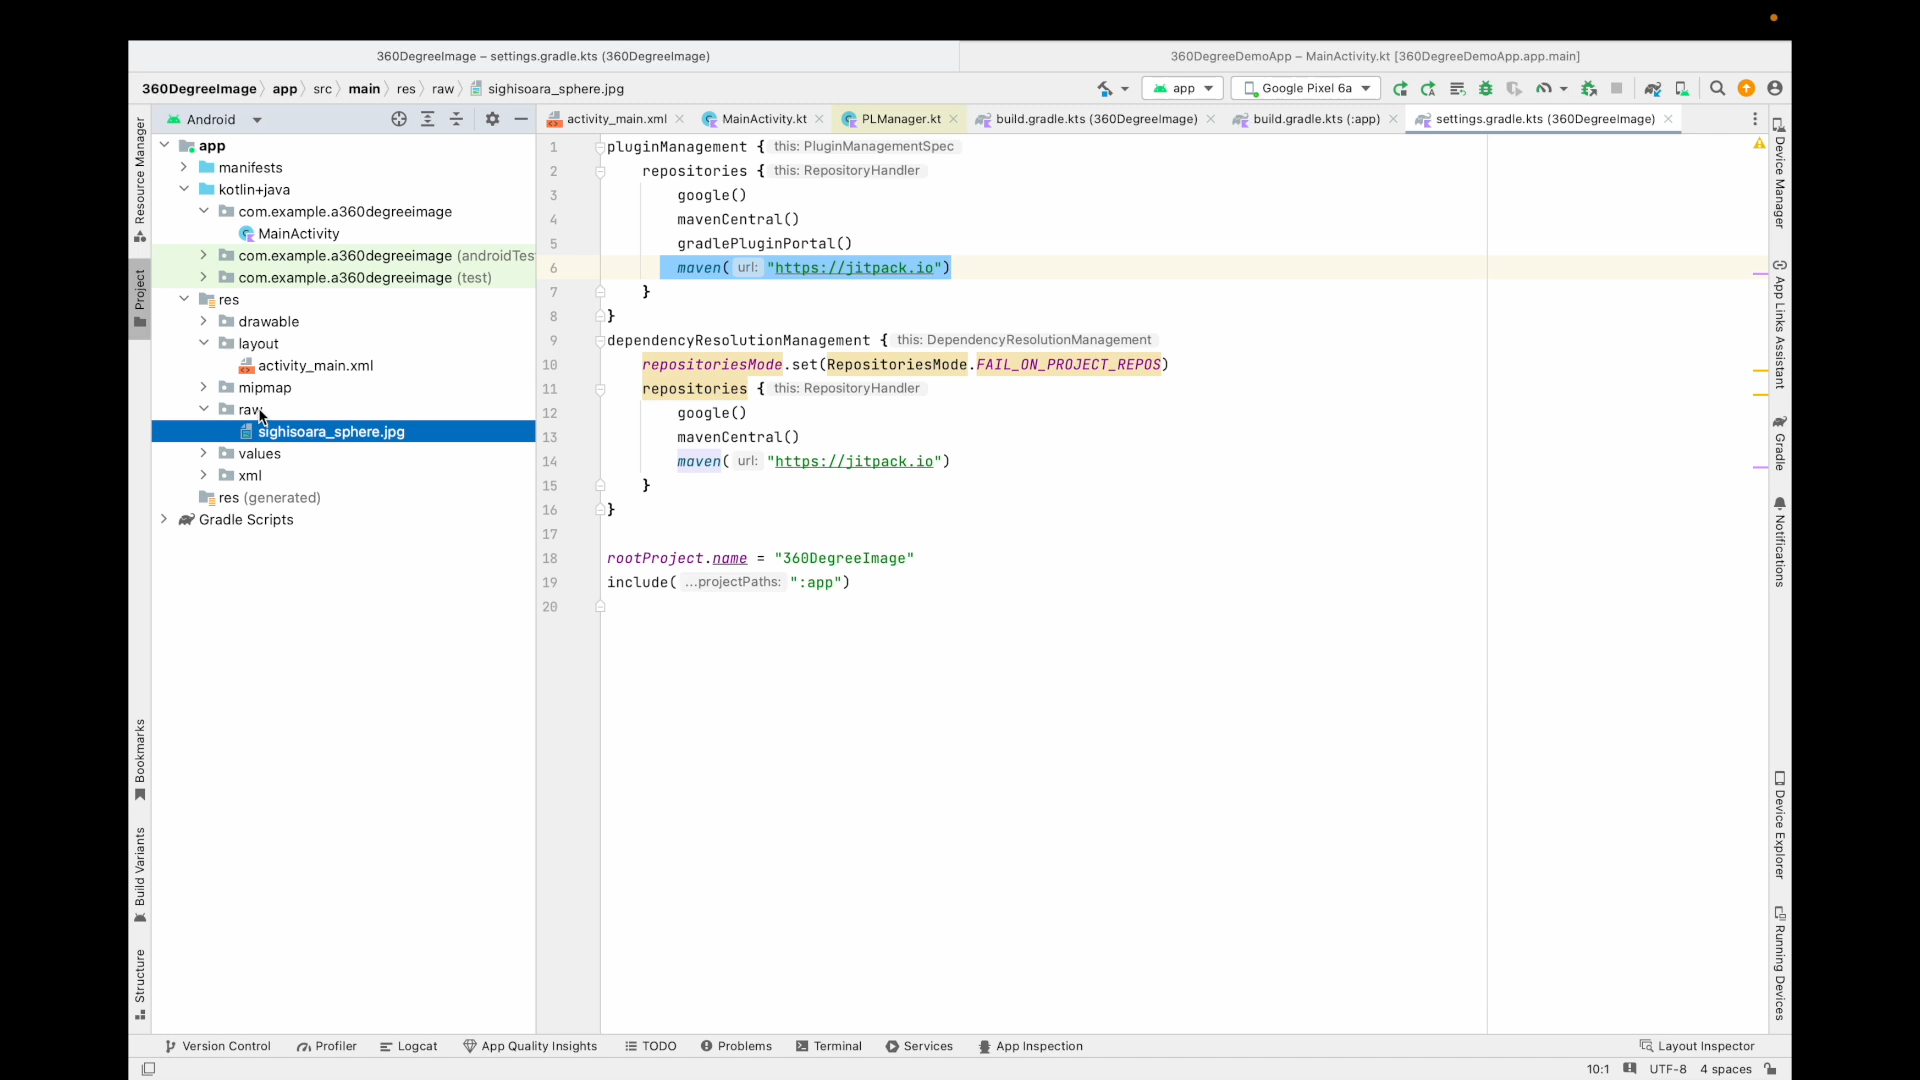 360DegreeImage – settings.gradle.kts (360DegreeImage)
360DegreeDemoApp – MainActivity.kt [360DegreeDemoApp.app.main]
360DegreeImage
app
src
main
res
raw
sighisoara_sphere.jpg
app
Google Pixel 6a
Android
activity_main.xml
MainActivity.kt
PLManager.kt
build.gradle.kts (360DegreeImage)
build.gradle.kts (:app)
settings.gradle.kts (360DegreeImage)
Resource Manager
Project
Bookmarks
Build Variants
Structure
app
manifests
kotlin+java
com.example.a360degreeimage
MainActivity
com.example.a360degreeimage (androidTes
com.example.a360degreeimage (test)
res
drawable
layout
activity_main.xml
mipmap
raw
sighisoara_sphere.jpg
values
xml
res (generated)
Gradle Scripts
1 pluginManagement { this: PluginManagementSpec
2 repositories { this: RepositoryHandler
3 google()
4 mavenCentral()
5 gradlePluginPortal()
6 maven( url: "https://jitpack.io")
7 }
8 }
9 dependencyResolutionManagement { this: DependencyResolutionManagement
10 repositoriesMode.set(RepositoriesMode.FAIL_ON_PROJECT_REPOS)
11 repositories { this: RepositoryHandler
12 google()
13 mavenCentral()
14 maven( url: "https://jitpack.io")
15 }
16 }
17
18 rootProject.name = "360DegreeImage"
19 include( ...projectPaths: ":app")
20
Device Manager
App Links Assistant
Gradle
Notifications
Device Explorer
Running Devices
Version Control
Profiler
Logcat
App Quality Insights
TODO
Problems
Terminal
Services
App Inspection
Layout Inspector
10:1
UTF-8
4 spaces